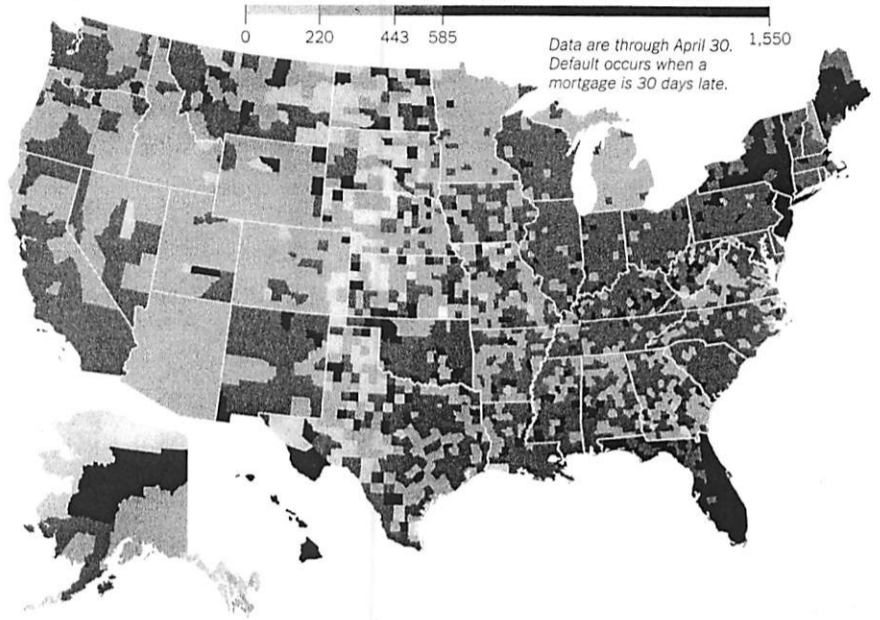 0 220 443 585 1,550
Data are through April 30.
Default occurs when a
mortgage is 30 days late.